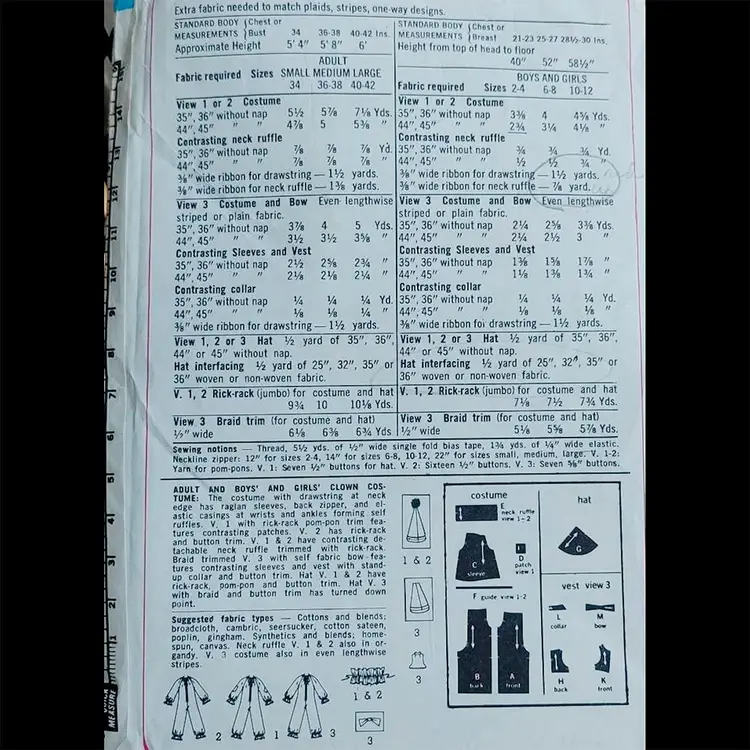 Extra fabric needed to match plaids, stripes, one-way designs.
STANDARD BODY { Chest or
MEASUREMENTS { Bust 34 36-38 40-42 Ins.
Approximate Height 5' 4" 5' 8" 6'
ADULT
Fabric required Sizes SMALL MEDIUM LARGE
34 36-38 40-42
View 1 or 2 Costume
35", 36" without nap 5½ 5⅞ 7⅛ Yds.
44", 45" " " 4⅞ 5 5⅜ "
Contrasting neck ruffle
35", 36" without nap ⅞ ⅞ ⅞ Yd.
44", 45" " " ⅞ ⅞ ⅞ "
⅜" wide ribbon for drawstring — 1½ yards.
⅜" wide ribbon for neck ruffle — 1⅜ yards.
View 3 Costume and Bow Even lengthwise
striped or plain fabric.
35", 36" without nap 3⅞ 4 5 Yds.
44", 45" " " 3½ 3½ 3⅝ "
Contrasting Sleeves and Vest
35", 36" without nap 2½ 2⅝ 2¾ "
44", 45" " " 2⅛ 2⅛ 2¼ "
Contrasting collar
35", 36" without nap ¼ ¼ ¼ Yd.
44", 45" " " ⅛ ⅛ ¼ "
⅜" wide ribbon for drawstring — 1½ yards.
View 1, 2 or 3 Hat ½ yard of 35", 36",
44" or 45" without nap.
Hat interfacing ½ yard of 25", 32", 35" or
36" woven or non-woven fabric.
V. 1, 2 Rick-rack (jumbo) for costume and hat
9¾ 10 10⅛ Yds.
View 3 Braid trim (for costume and hat)
½" wide 6⅛ 6⅜ 6¾ Yds
STANDARD BODY { Chest or
MEASUREMENTS { Breast 21-23 25-27 28½-30 Ins.
Height from top of head to floor
40" 52" 58½"
BOYS AND GIRLS
Fabric required Sizes 2-4 6-8 10-12
View 1 or 2 Costume
35", 36" without nap 3⅜ 4 4⅝ Yds.
44", 45" " " 2¾ 3¼ 4⅛ "
Contrasting neck ruffle
35", 36" without nap ¾ ¾ ¾ Yd.
44", 45" " " ½ ½ ¾ "
⅜" wide ribbon for drawstring — 1½ yards.
⅜" wide ribbon for neck ruffle — ⅞ yard.
View 3 Costume and Bow Even lengthwise
striped or plain fabric.
35", 36" without nap 2¼ 2⅝ 3⅜ Yds.
44", 45" " " 2¼ 2½ 3 "
Contrasting Sleeves and Vest
35", 36" without nap 1⅜ 1⅝ 1⅞ "
44", 45" " " 1⅛ 1⅜ 1¾ "
Contrasting collar
35", 36" without nap ¼ ¼ ¼ Yd.
44", 45" " " ⅛ ⅛ ⅛ "
⅜" wide ribbon for drawstring — 1½ yards.
View 1, 2 or 3 Hat ½ yard of 35", 36",
44" or 45" without nap.
Hat interfacing ½ yard of 25", 32", 35" or
36" woven or non-woven fabric.
V. 1, 2 Rick-rack (jumbo) for costume and hat
7⅛ 7½ 7¾ Yds.
View 3 Braid trim (for costume and hat)
½" wide 5⅛ 5⅝ 5⅞ Yds
Sewing notions — Thread, 5½ yds. of ½" wide single fold bias tape, 1¾ yds. of ¼" wide elastic.
Neckline zipper: 12" for sizes 2-4, 14" for sizes 6-8, 10-12, 22" for sizes small, medium, large. V. 1-2:
Yarn for pom-pons. V. 1: Seven ½" buttons for hat. V. 2: Sixteen ½" buttons. V. 3: Seven ⅝" buttons.
ADULT AND BOYS' AND GIRLS' CLOWN COS-
TUME: The costume with drawstring at neck
edge has raglan sleeves, back zipper, and el-
astic casings at wrists and ankles forming self
ruffles. V. 1 with rick-rack pom-pon trim fea-
tures contrasting patches. V. 2 has rick-rack
and button trim. V. 1 & 2 have contrasting de-
tachable neck ruffle trimmed with rick-rack.
Braid trimmed V. 3 with self fabric bow fea-
tures contrasting sleeves and vest with stand-
up collar and button trim. Hat V. 1 & 2 have
rick-rack, pom-pon and button trim. Hat V. 3
with braid and button trim has turned down
point.
Suggested fabric types — Cottons and blends;
broadcloth, cambric, seersucker, cotton sateen,
poplin, gingham. Synthetics and blends; home-
spun, canvas. Neck ruffle V. 1 & 2 also in or-
gandy. V. 3 costume also in even lengthwise
stripes.
2
1
3
1 & 2
3
3
1 & 2
3
costume
E
neck ruffle
view 1-2
C
sleeve
D
patch
view 1
F guide view 1-2
B
back
A
front
hat
G
vest view 3
L
collar
M
bow
H
back
K
front
14
13
12
11
10
9
8
7
6
5
4
3
2
1
MEASURE